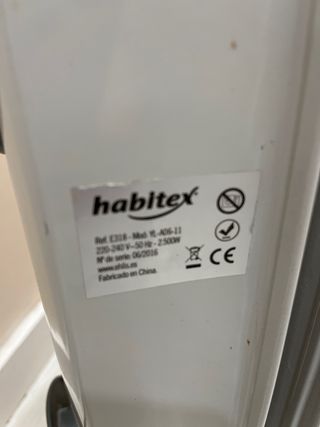 habitex
Ref. E318 - Mod. YL-A06-11
220-240 V~50 Hz - 2.500W
Nº de serie: 06/2016
www.ehlis.es
Fabricado en China.
CE